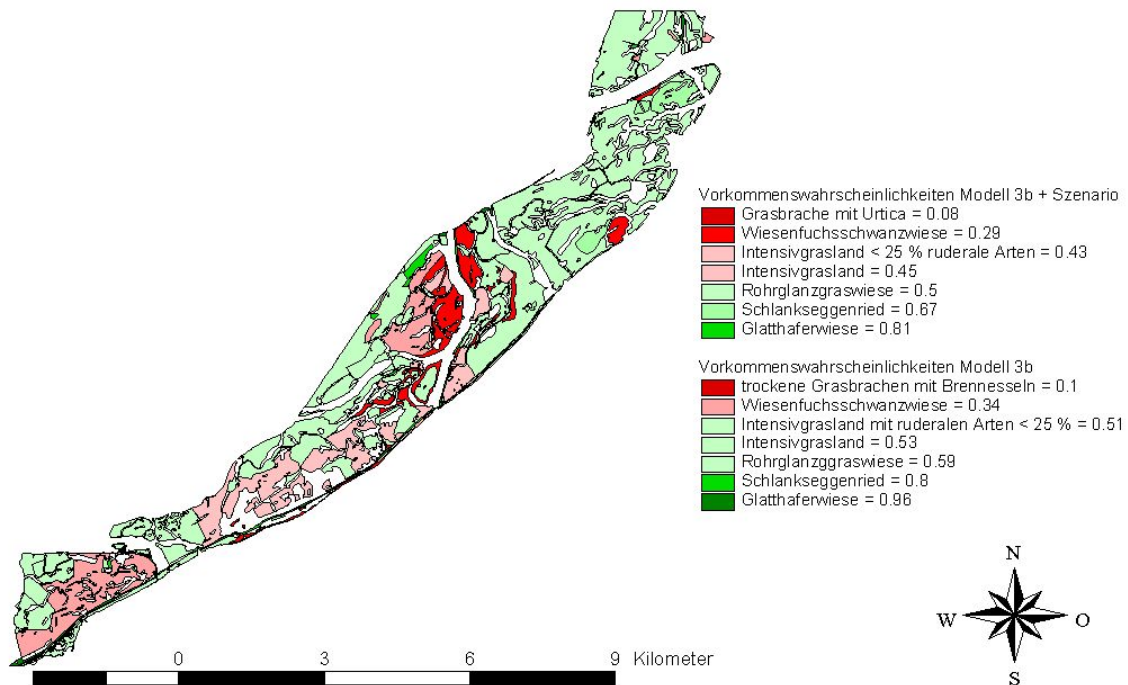 Vorkommenswahrscheinlichkeiten Modell 3b + Szenario
Grasbrache mit Urtica = 0.08
Wiesenfuchsschwanzwiese = 0.29
Intensivgrasland < 25 % ruderale Arten = 0.43
Intensivgrasland = 0.45
Rohrglanzgraswiese = 0.5
Schlankseggenried = 0.67
Glatthaferwiese = 0.81
Vorkommenswahrscheinlichkeiten Modell 3b
trockene Grasbrachen mit Brennesseln = 0.1
Wiesenfuchsschwanzwiese = 0.34
Intensivgrasland mit ruderalen Arten < 25 % = 0.51
Intensivgrasland = 0.53
Rohrglanzggraswiese = 0.59
Schlankseggenried = 0.8
Glatthaferwiese = 0.96
N
W O
S
0 3 6 9 Kilometer